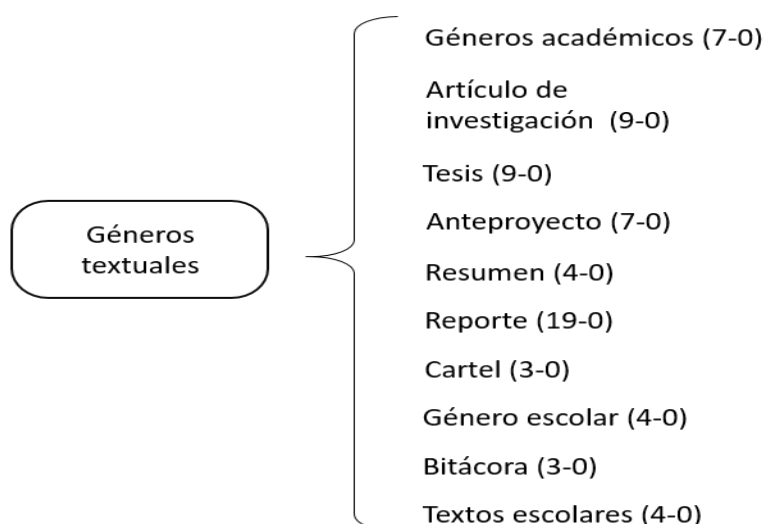 Géneros
textuales
Géneros académicos (7-0)
Artículo de
investigación (9-0)
Tesis (9-0)
Anteproyecto (7-0)
Resumen (4-0)
Reporte (19-0)
Cartel (3-0)
Género escolar (4-0)
Bitácora (3-0)
Textos escolares (4-0)